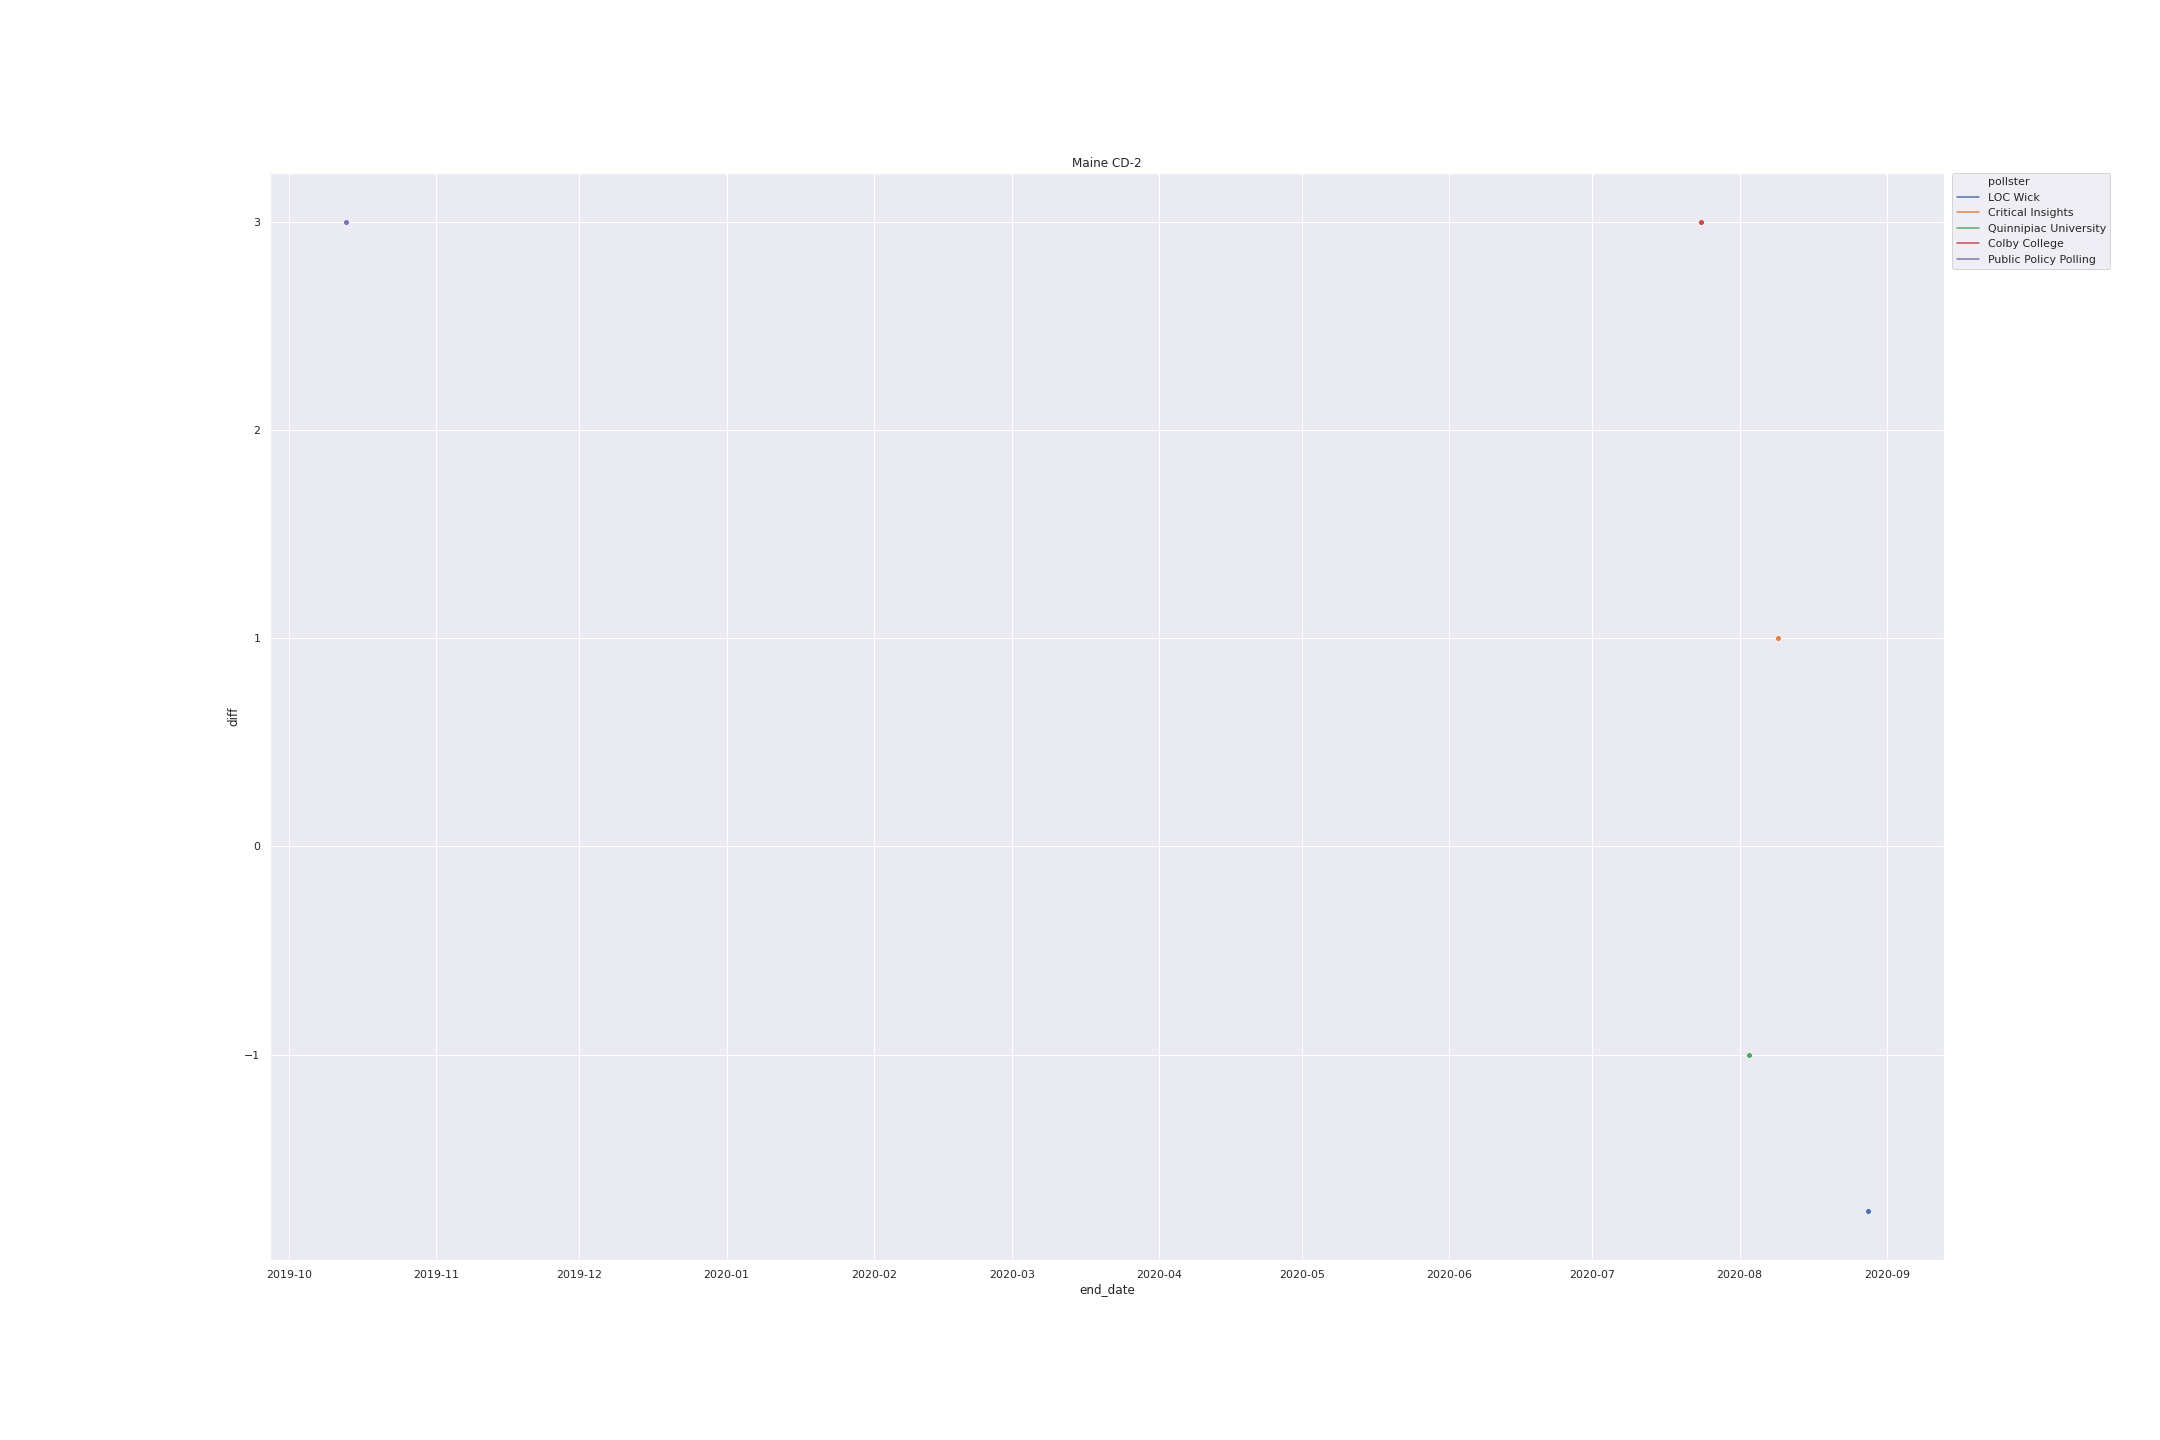 Maine CD-2
pollster
LOC Wick
Critical Insights
Quinnipiac University
Colby College
Public Policy Polling
3
2
1
0
−1
diff
2019-10 2019-11 2019-12 2020-01 2020-02 2020-03 2020-04 2020-05 2020-06 2020-07 2020-08 2020-09
end_date